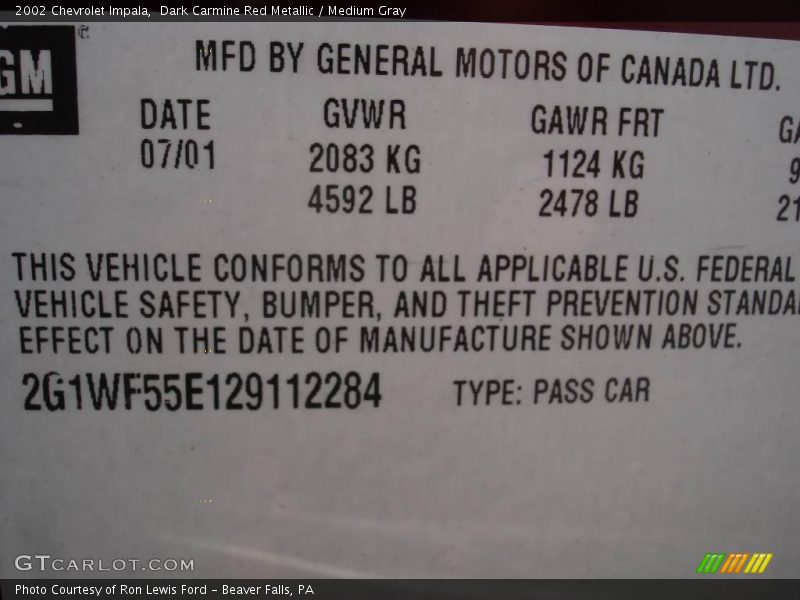 2002 Chevrolet Impala,  Dark Carmine Red Metallic / Medium Gray
GM®
MFD BY GENERAL MOTORS OF CANADA LTD.
DATE GVWR GAWR FRT
07/01 2083 KG 1124 KG
4592 LB 2478 LB
THIS VEHICLE CONFORMS TO ALL APPLICABLE U.S. FEDERAL
VEHICLE SAFETY, BUMPER, AND THEFT PREVENTION
EFFECT ON THE DATE OF MANUFACTURE SHOWN ABOVE.
2G1WF55E129112284 TYPE: PASS CAR
GTCARLOT.COM
Photo Courtesy of Ron Lewis Ford - Beaver Falls, PA